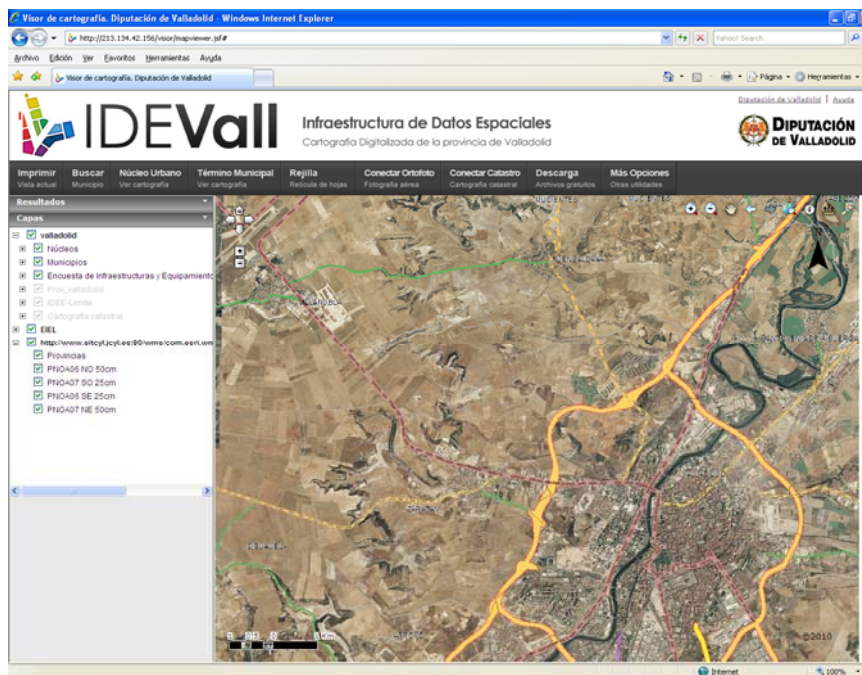 Visor de cartografía. Diputación de Valladolid - Windows Internet Explorer
http://213.134.42.156/visor/mapviewer.jsf#
Yahoo! Search
Archivo Edición Ver Favoritos Herramientas Ayuda
Visor de cartografía. Diputación de Valladolid
Página
Herramientas
IDEVall
Infraestructura de Datos Espaciales
Cartografía Digitalizada de la provincia de Valladolid
Diputación de Valladolid | Ayuda
DIPUTACIÓN
DE VALLADOLID
Imprimir Buscar Núcleo Urbano Término Municipal Rejilla Conectar Ortofoto Conectar Catastro Descarga Más Opciones
Vista actual Municipio Ver cartografía Ver cartografía Retícula de hojas Fotografía aérea Cartografía catastral Archivos gratuitos Otras utilidades
Resultados
Capas
valladolid
Núcleos
Municipios
Encuesta de Infraestructuras y Equipamiento
Prov_valladolid
IDEE-Limite
Cartografía catastral
EIEL
http://www.sitcyl.jcyl.es:80/wms/com.esri.wm
Provincias
PNOA06 NO 50cm
PNOA07 SO 25cm
PNOA06 SE 25cm
PNOA07 NE 50cm
©2010
Internet
100%